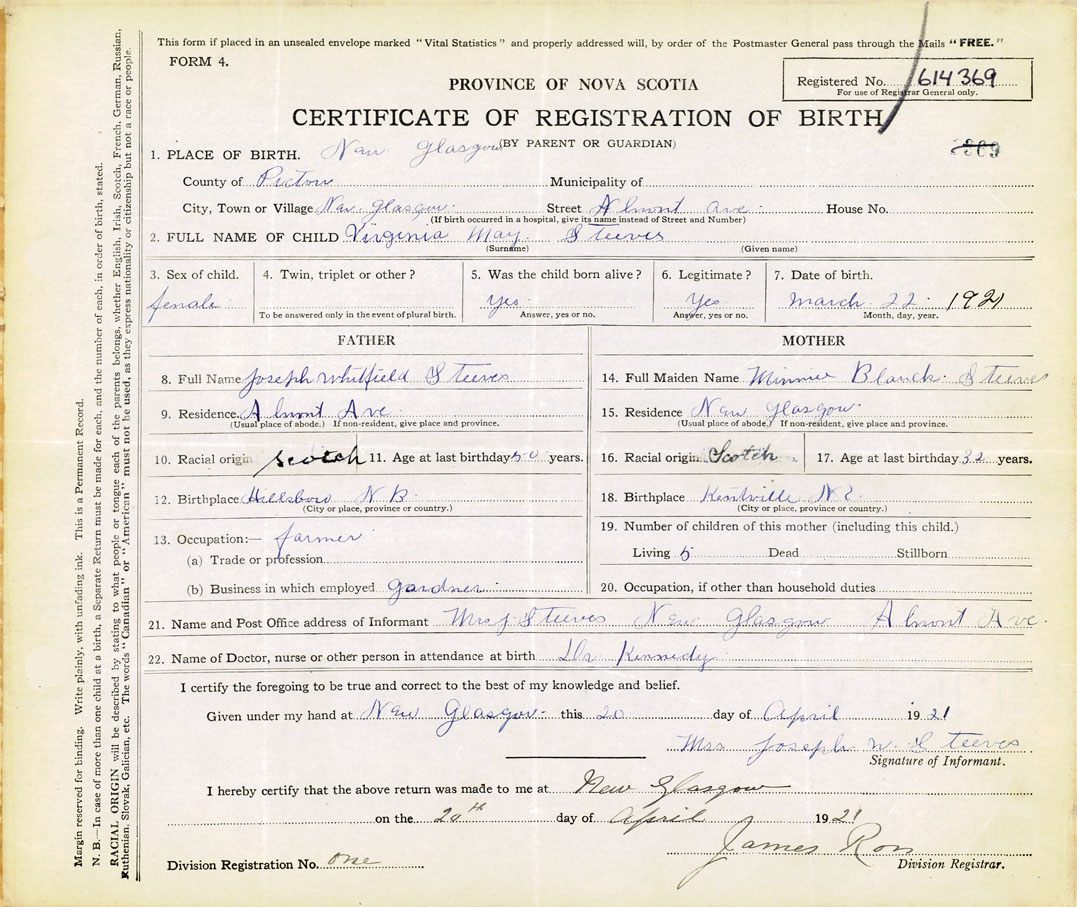 This form if placed in an unsealed envelope marked "Vital Statistics" and properly addressed will, by order of the Postmaster General pass through the Mails "FREE."
FORM 4.
Registered No. 614369
For use of Registrar General only.
PROVINCE OF NOVA SCOTIA
CERTIFICATE OF REGISTRATION OF BIRTH
(BY PARENT OR GUARDIAN)
1. PLACE OF BIRTH. New Glasgow
County of Pictou Municipality of
City, Town or Village New Glasgow Street Almont Ave. House No.
(If birth occurred in a hospital, give its name instead of Street and Number)
2. FULL NAME OF CHILD Virginia May Steeves
(Surname) (Given name)
3. Sex of child. 4. Twin, triplet or other? 5. Was the child born alive? 6. Legitimate? 7. Date of birth.
female Yes Yes March 22 1921
To be answered only in the event of plural birth. Answer, yes or no. Answer, yes or no. Month, day, year.
FATHER
8. Full Name Joseph Whitfield Steeves
9. Residence. Almont Ave
(Usual place of abode.) If non-resident, give place and province.
10. Racial origin Scotch 11. Age at last birthday 50 years.
12. Birthplace Hillsboro N B
(City or place, province or country.)
13. Occupation:— farmer
(a) Trade or profession
(b) Business in which employed Gardner
MOTHER
14. Full Maiden Name Minnie Blanch Steeves
15. Residence New Glasgow
(Usual place of abode.) If non-resident, give place and province.
16. Racial origin Scotch 17. Age at last birthday 32 years.
18. Birthplace Kentville N S
(City or place, province or country.)
19. Number of children of this mother (including this child.)
Living 5 Dead Stillborn
20. Occupation, if other than household duties
21. Name and Post Office address of Informant Mrs J Steeves New Glasgow Almont Ave.
22. Name of Doctor, nurse or other person in attendance at birth Dr Kennedy
I certify the foregoing to be true and correct to the best of my knowledge and belief.
Given under my hand at New Glasgow this 20 day of April 1921
Mrs Joseph W. Steeves
Signature of Informant.
I hereby certify that the above return was made to me at New Glasgow
on the 20th day of April 1921
James Ross
Division Registration No. one Division Registrar.
Margin reserved for binding. Write plainly, with unfading ink. This is a Permanent Record.
N. B.—In case of more than one child at a birth, a Separate Return must be made for each, and the number of each, in order of birth, stated.
RACIAL ORIGIN will be described by stating to what people or tongue each of the parents belongs, whether English, Irish, Scotch, French, German, Russian,
Ruthenian, Slovak, Galician, etc. The words "Canadian" or "American" must not be used, as they express nationality or citizenship but not a race or people.